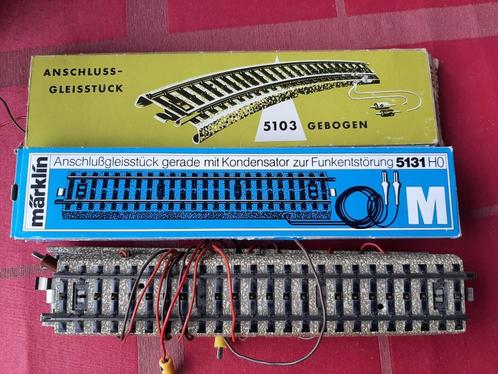 ANSCHLUSS-
GLEISSTÜCK
5103 GEBOGEN
märklin
Anschlußgleisstück gerade mit Kondensator zur Funkentstörung 5131 H0
M